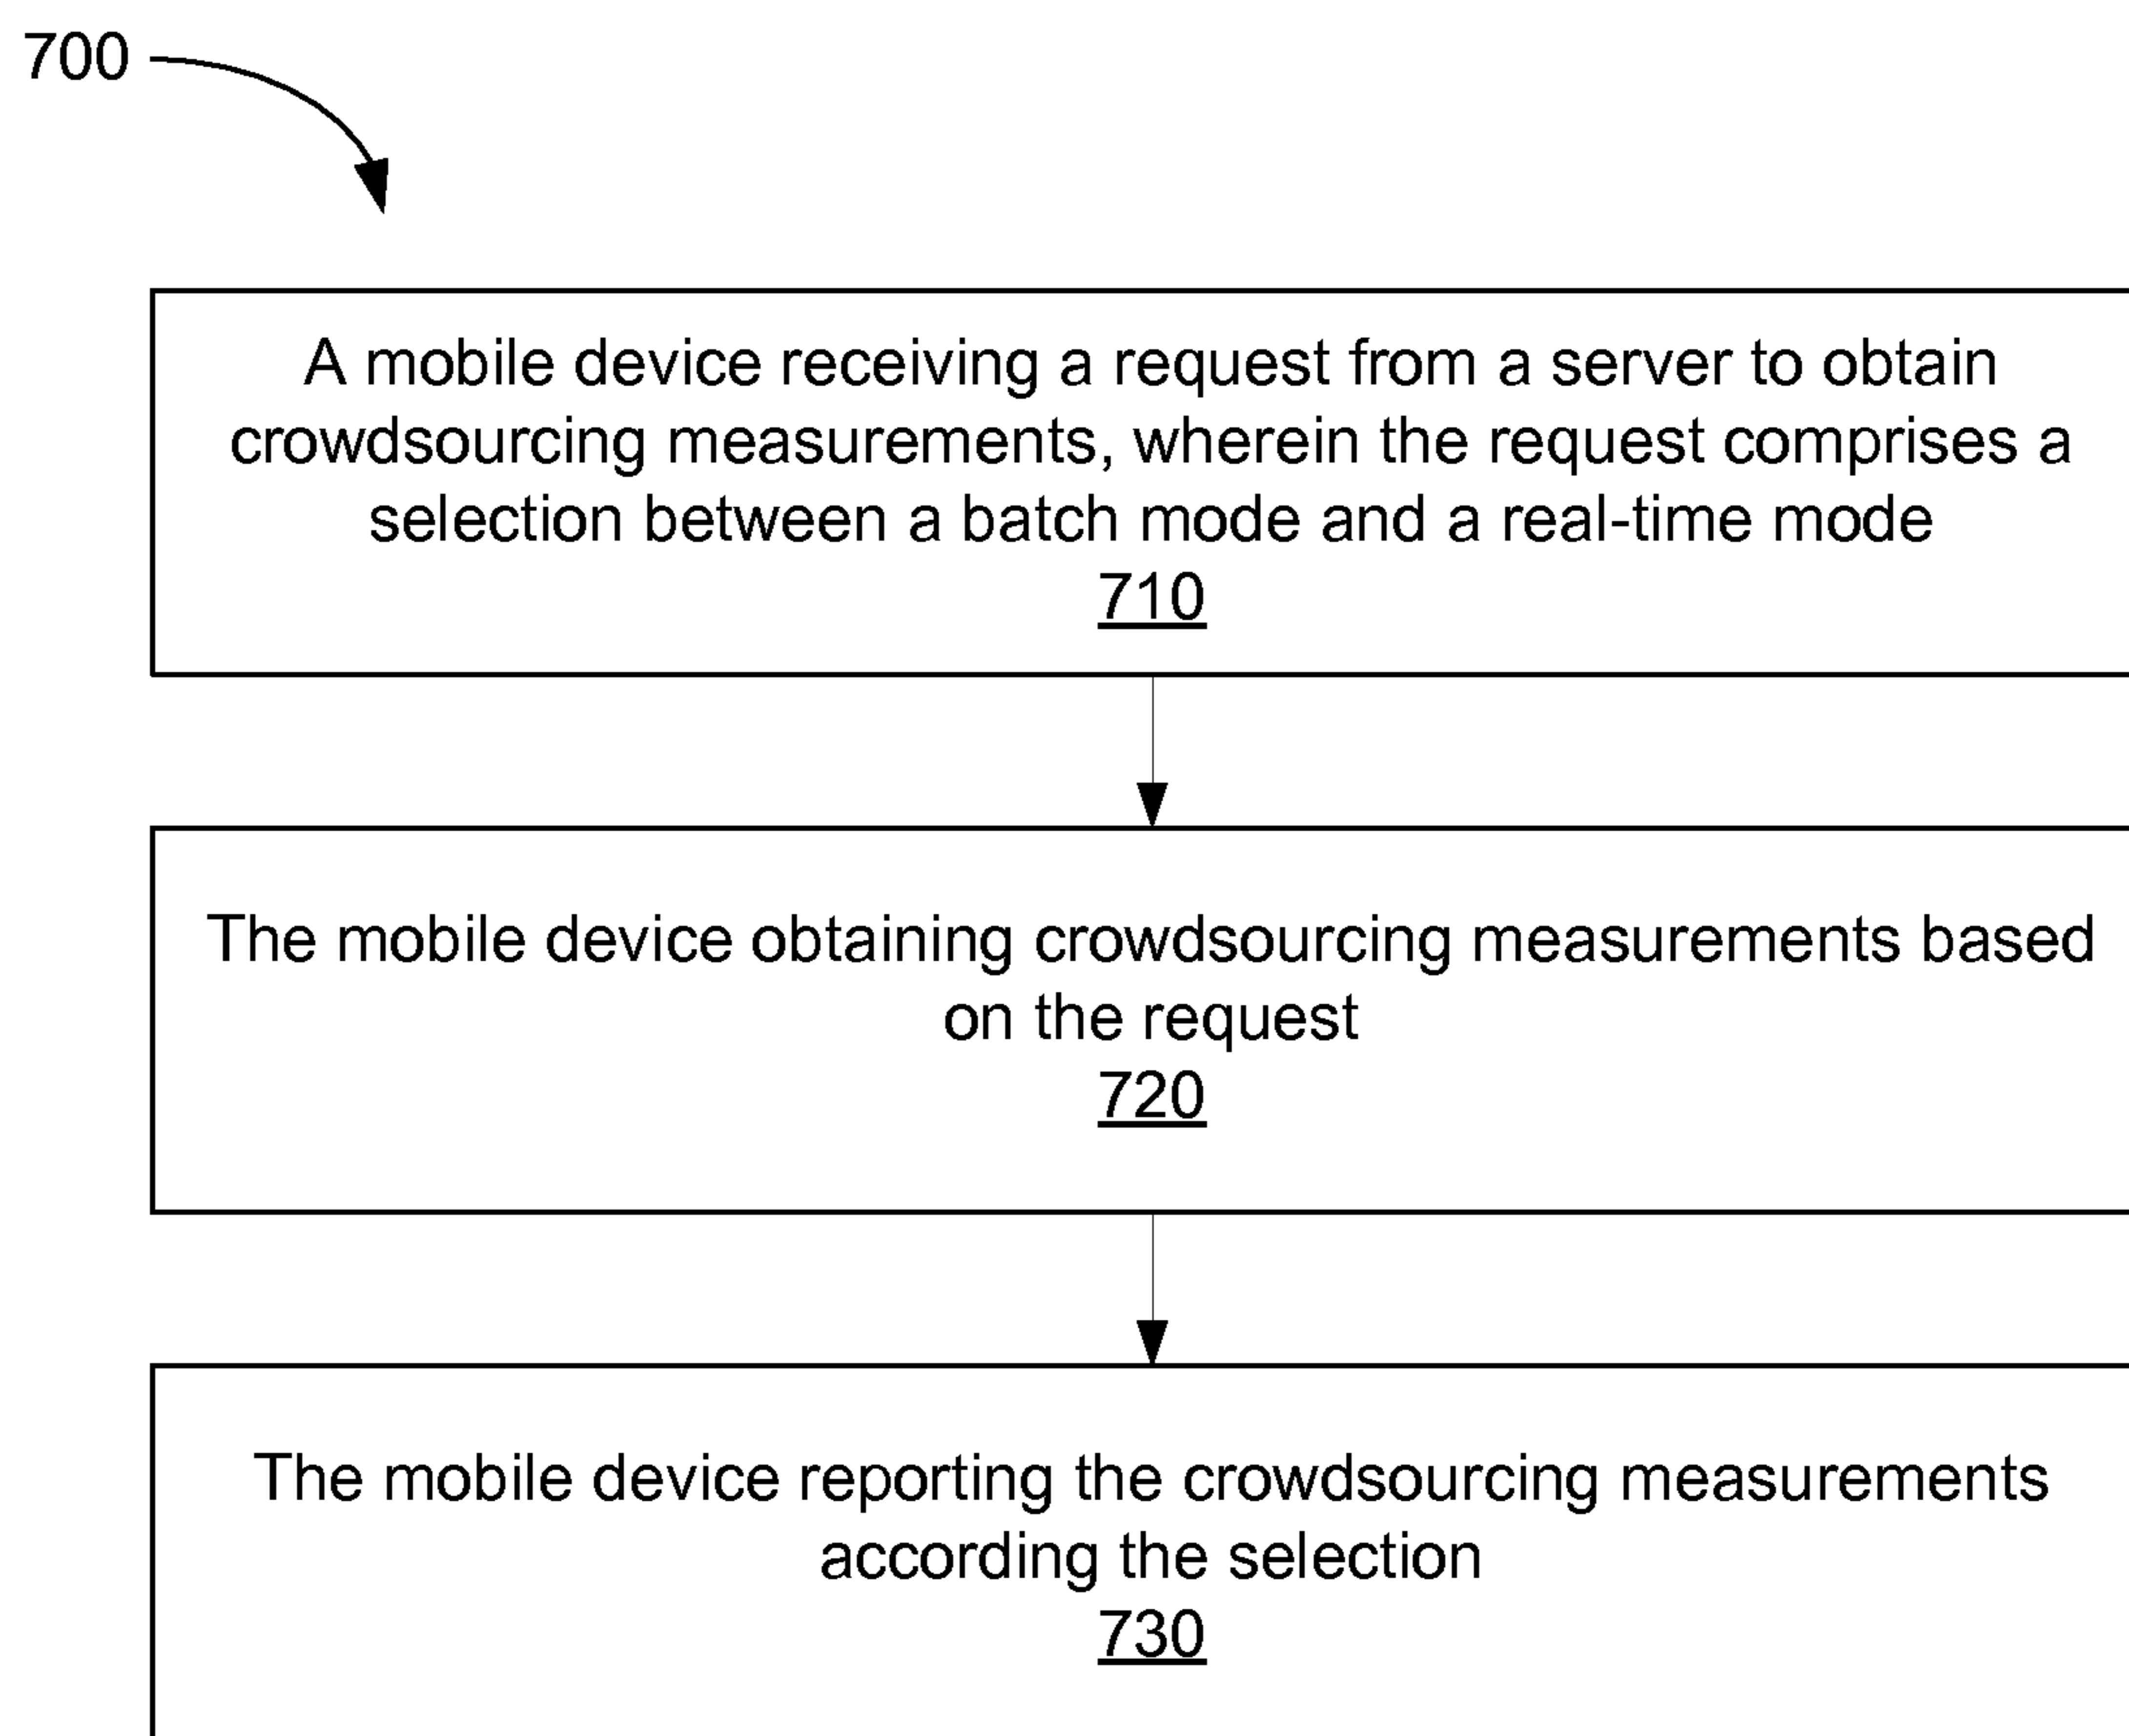 700
A mobile device receiving a request from a server to obtain
crowdsourcing measurements, wherein the request comprises a
selection between a batch mode and a real-time mode
710
The mobile device obtaining crowdsourcing measurements based
on the request
720
The mobile device reporting the crowdsourcing measurements
according the selection
730